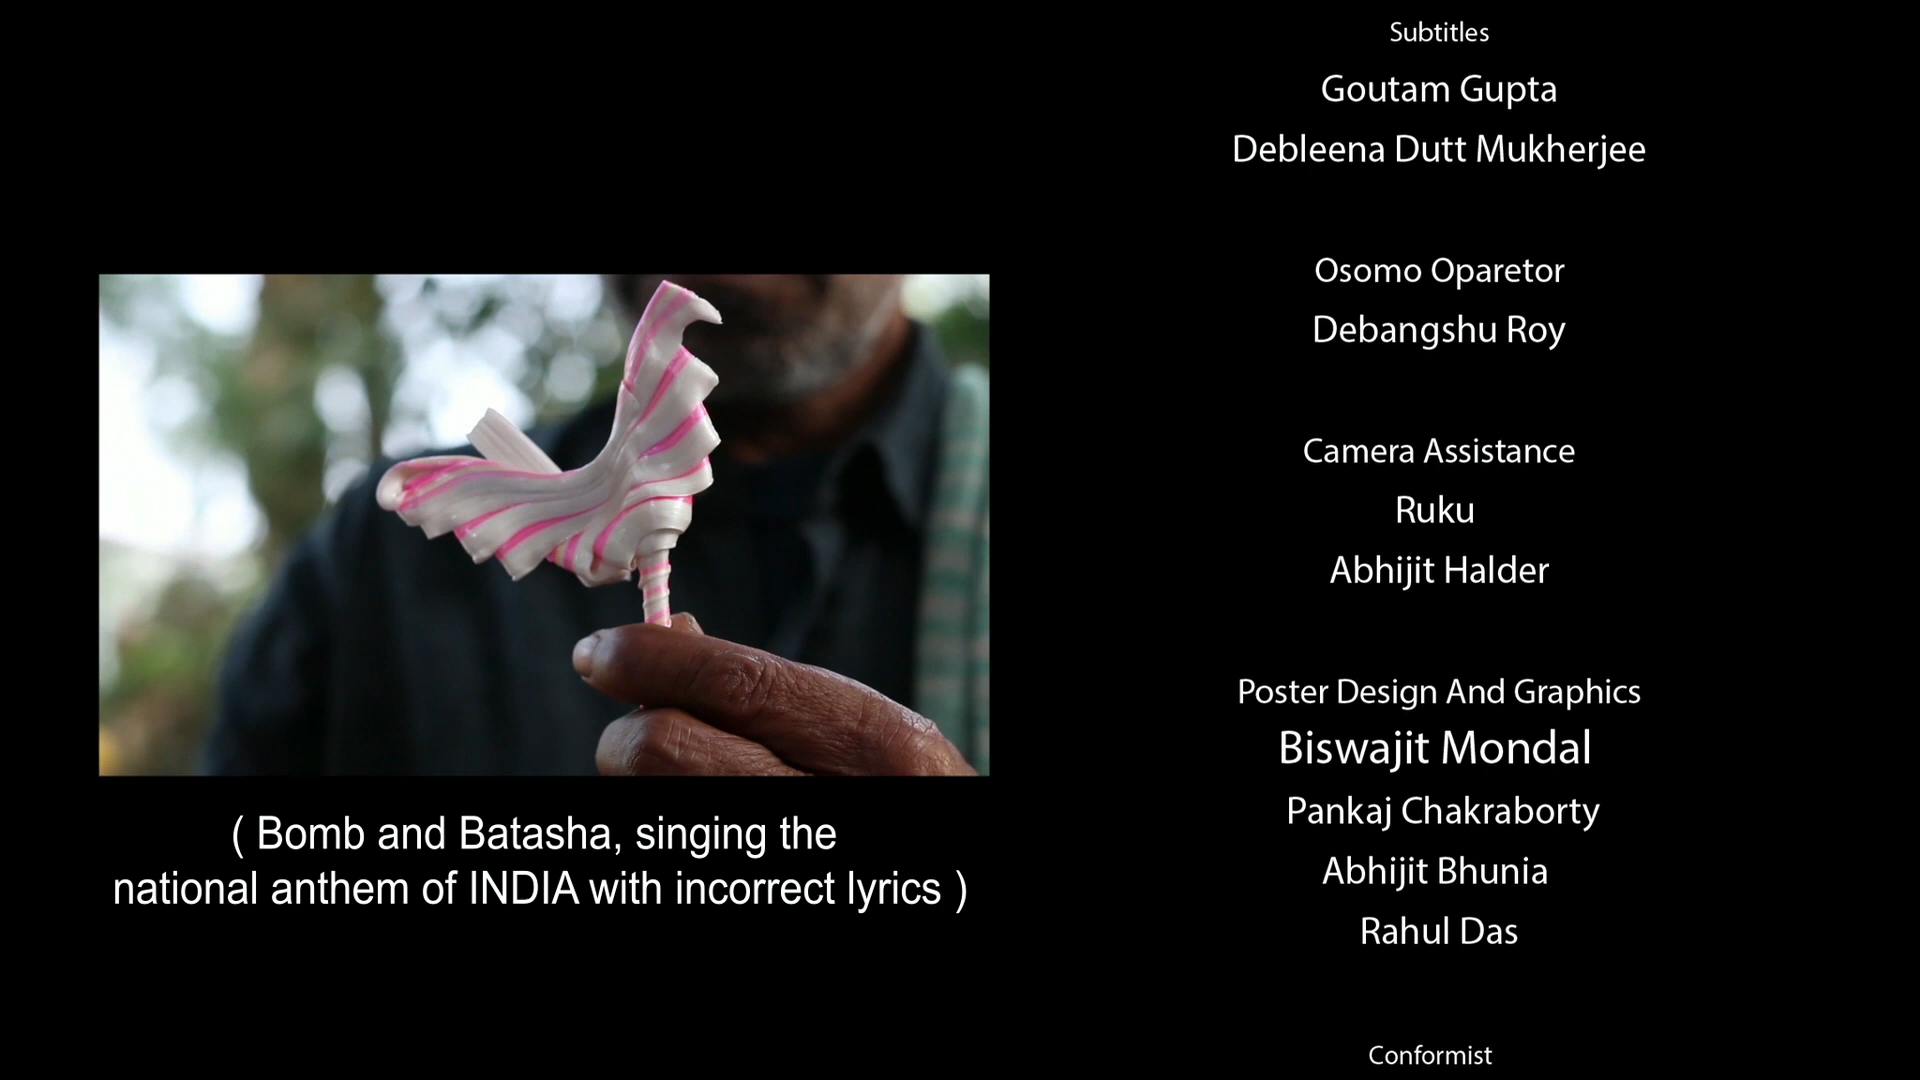 ( Bomb and Batasha, singing the
national anthem of INDIA with incorrect lyrics )
Subtitles
Goutam Gupta
Debleena Dutt Mukherjee
Osomo Oparetor
Debangshu Roy
Camera Assistance
Ruku
Abhijit Halder
Poster Design And Graphics
Biswajit Mondal
Pankaj Chakraborty
Abhijit Bhunia
Rahul Das
Conformist